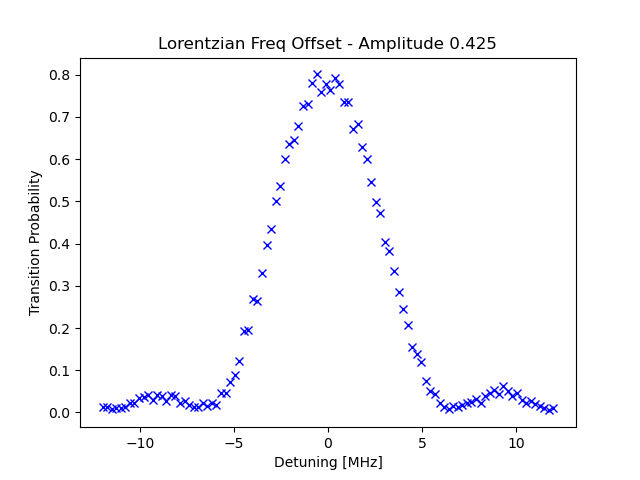 Lorentzian Freq Offset - Amplitude 0.425
Transition Probability
0.8
0.7
0.6
0.5
0.4
0.3
0.2
0.1
0.0
−10 −5 0 5 10
Detuning [MHz]